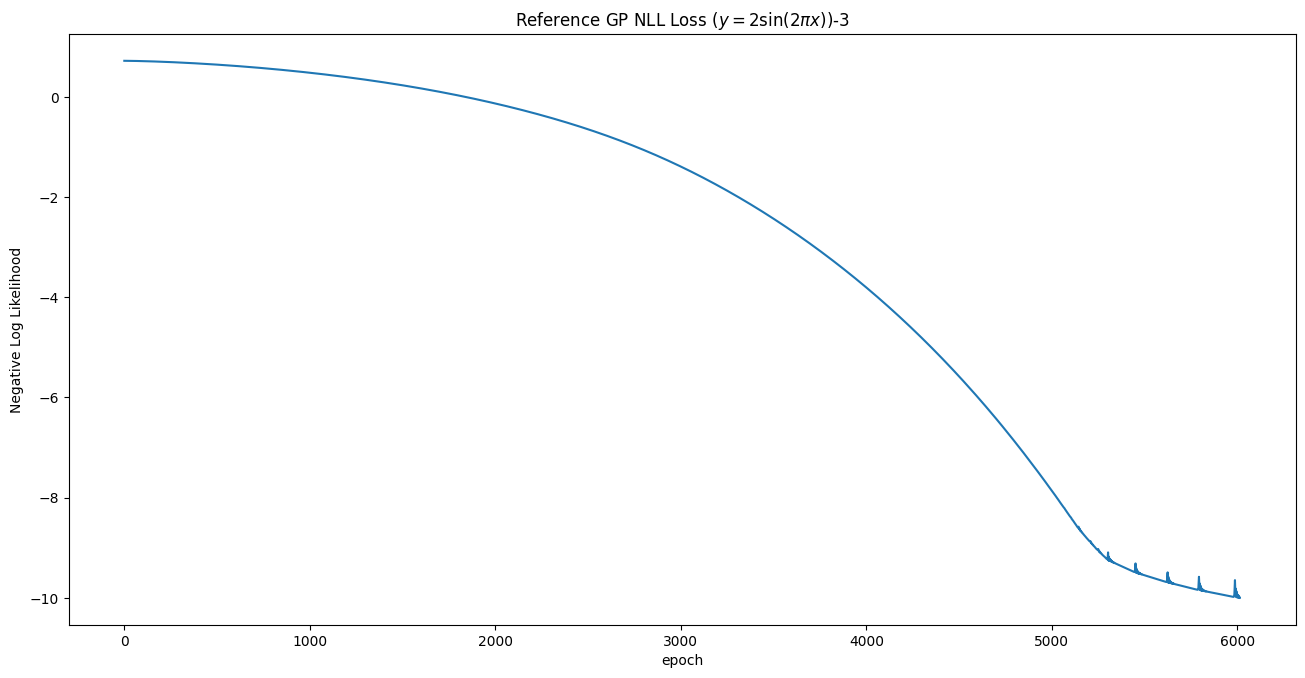 Reference GP NLL Loss ($y = 2\sin(2\pi x)$)-3
Negative Log Likelihood
0
−2
−4
−6
−8
−10
0 1000 2000 3000 4000 5000 6000
epoch